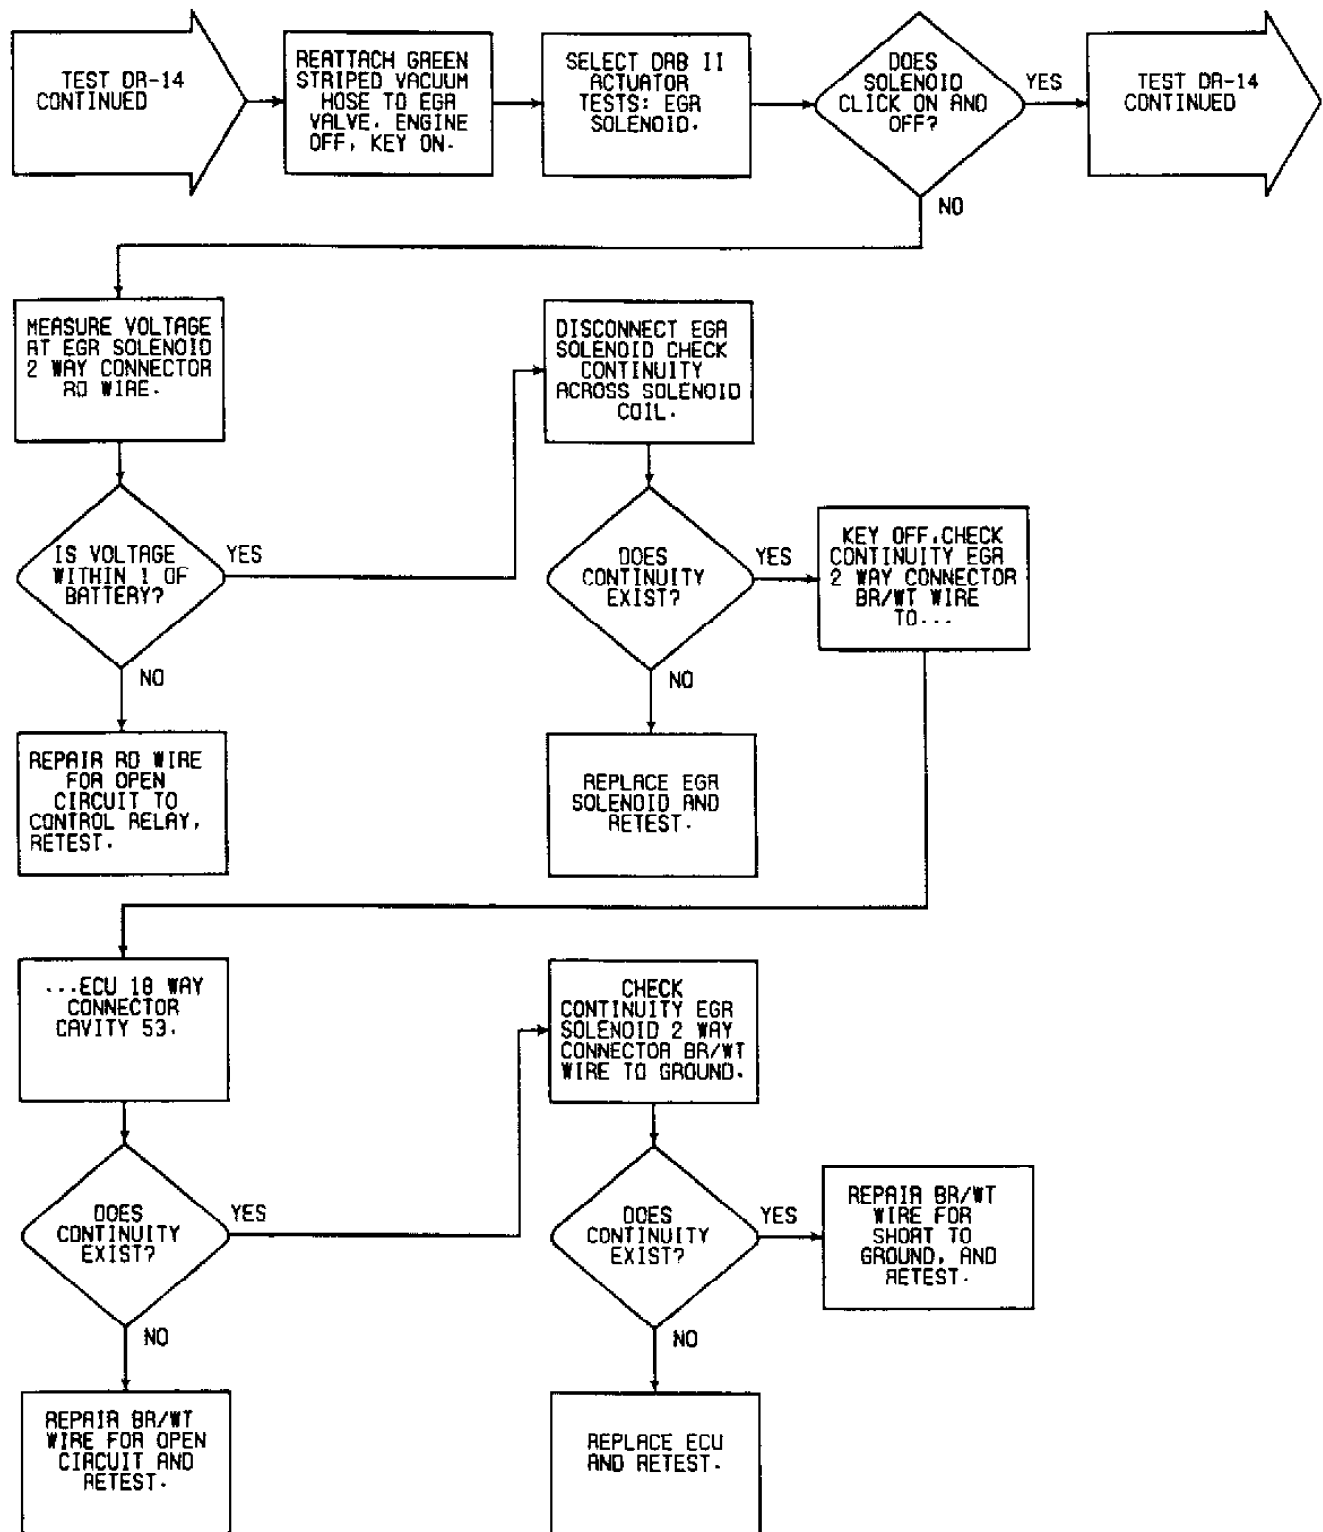 TEST DR-14
CONTINUED
REATTACH GREEN
STRIPED VACUUM
HOSE TO EGR
VALVE. ENGINE
OFF, KEY ON.
SELECT DRB II
ACTUATOR
TESTS: EGR
SOLENOID.
DOES
SOLENOID
CLICK ON AND
OFF?
YES
TEST DR-14
CONTINUED
NO
MEASURE VOLTAGE
AT EGR SOLENOID
2 WAY CONNECTOR
RD WIRE.
DISCONNECT EGR
SOLENOID CHECK
CONTINUITY
ACROSS SOLENOID
COIL.
IS VOLTAGE
WITHIN 1 OF
BATTERY?
YES
DOES
CONTINUITY
EXIST?
YES
KEY OFF, CHECK
CONTINUITY EGR
2 WAY CONNECTOR
BR/WT WIRE
TO...
NO
NO
REPAIR RD WIRE
FOR OPEN
CIRCUIT TO
CONTROL RELAY,
RETEST.
REPLACE EGR
SOLENOID AND
RETEST.
...ECU 18 WAY
CONNECTOR
CAVITY 53.
CHECK
CONTINUITY EGR
SOLENOID 2 WAY
CONNECTOR BR/WT
WIRE TO GROUND.
DOES
CONTINUITY
EXIST?
YES
DOES
CONTINUITY
EXIST?
YES
REPAIR BR/WT
WIRE FOR
SHORT TO
GROUND, AND
RETEST.
NO
NO
REPAIR BR/WT
WIRE FOR OPEN
CIRCUIT AND
RETEST.
REPLACE ECU
AND RETEST.